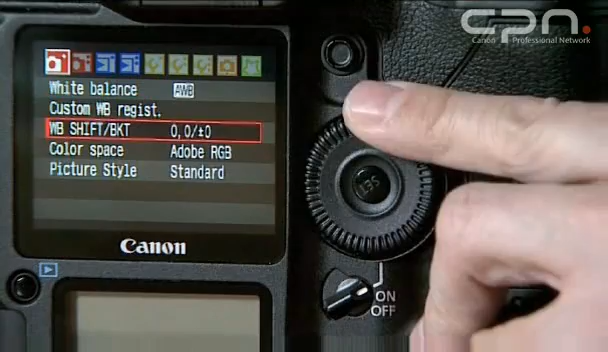 cpn.
Canon Professional Network
White balance AWB
Custom WB regist.
WB SHIFT/BKT 0,0/±0
Color space Adobe RGB
Picture Style Standard
Canon
SET
ON
OFF